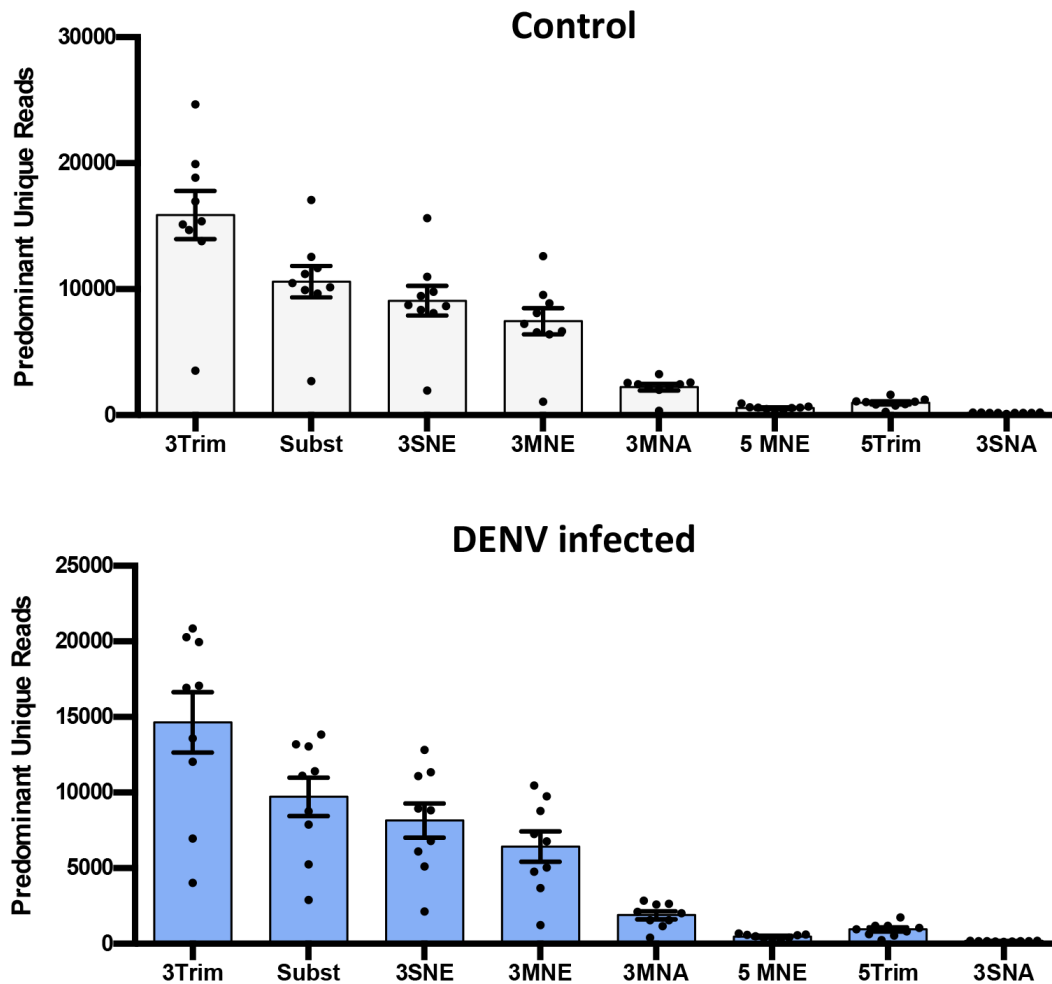 Control
Predominant Unique Reads
30000
20000
10000
0
3Trim Subst 3SNE 3MNE 3MNA 5 MNE 5Trim 3SNA
DENV infected
Predominant Unique Reads
25000
20000
15000
10000
5000
0
3Trim Subst 3SNE 3MNE 3MNA 5 MNE 5Trim 3SNA